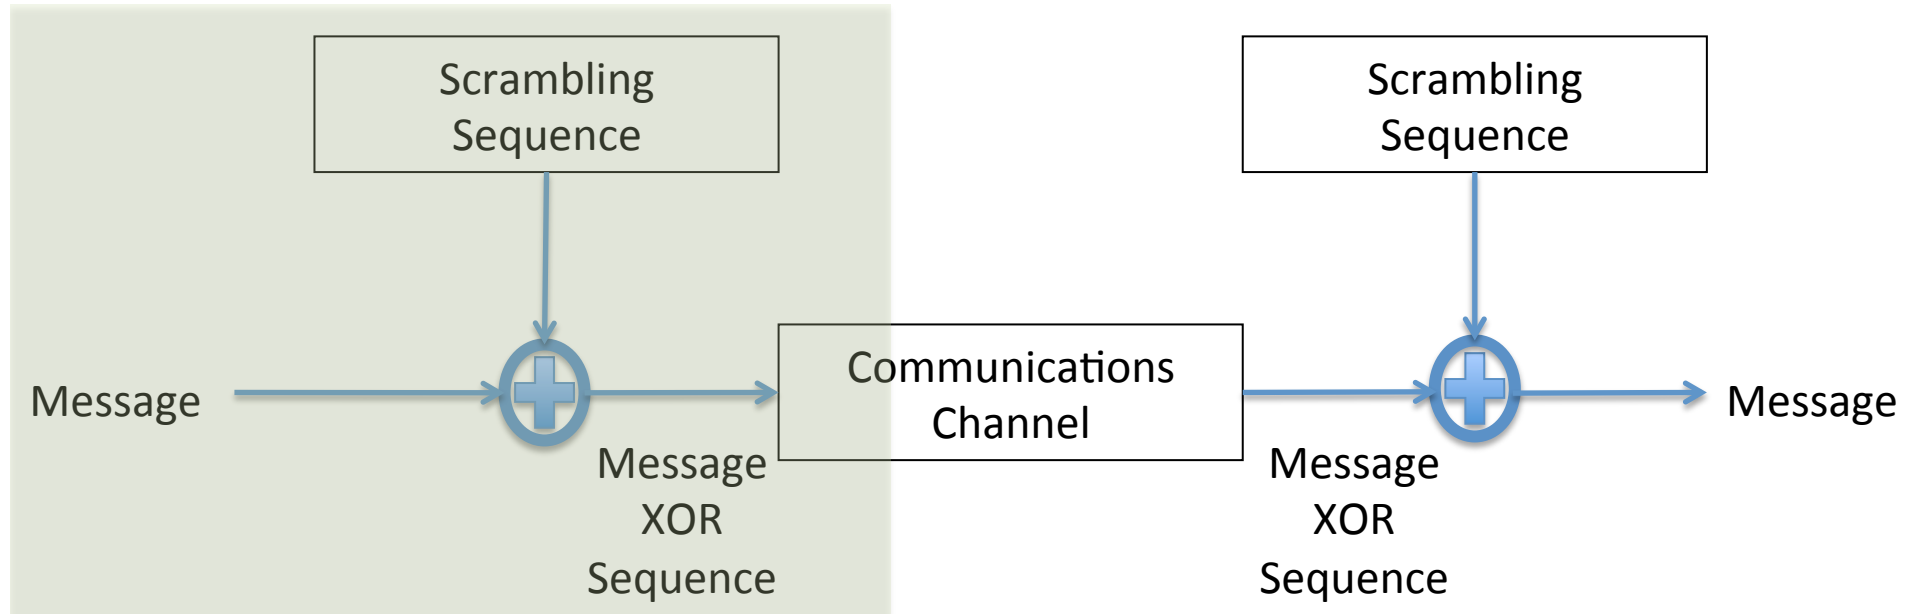 Scrambling
Sequence
Scrambling
Sequence
Message
Communications
Channel
Message
Message
XOR
Sequence
Message
XOR
Sequence